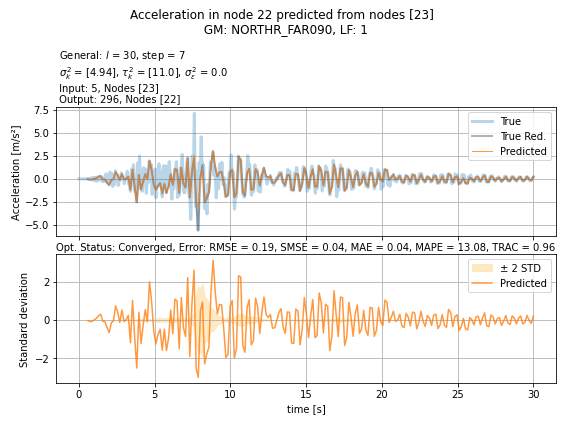 Acceleration in node 22 predicted from nodes [23]
GM: NORTHR_FAR090, LF: 1
General: l = 30, step = 7
σ²ₖ = [4.94], τ²ₖ = [11.0], σ²ε = 0.0
Input: 5, Nodes [23]
Output: 296, Nodes [22]
7.5
5.0
2.5
0.0
−2.5
−5.0
Acceleration [m/s²]
True
True Red.
Predicted
Opt. Status: Converged, Error: RMSE = 0.19, SMSE = 0.04, MAE = 0.04, MAPE = 13.08, TRAC = 0.96
2
0
−2
Standard deviation
± 2 STD
Predicted
0 5 10 15 20 25 30
time [s]